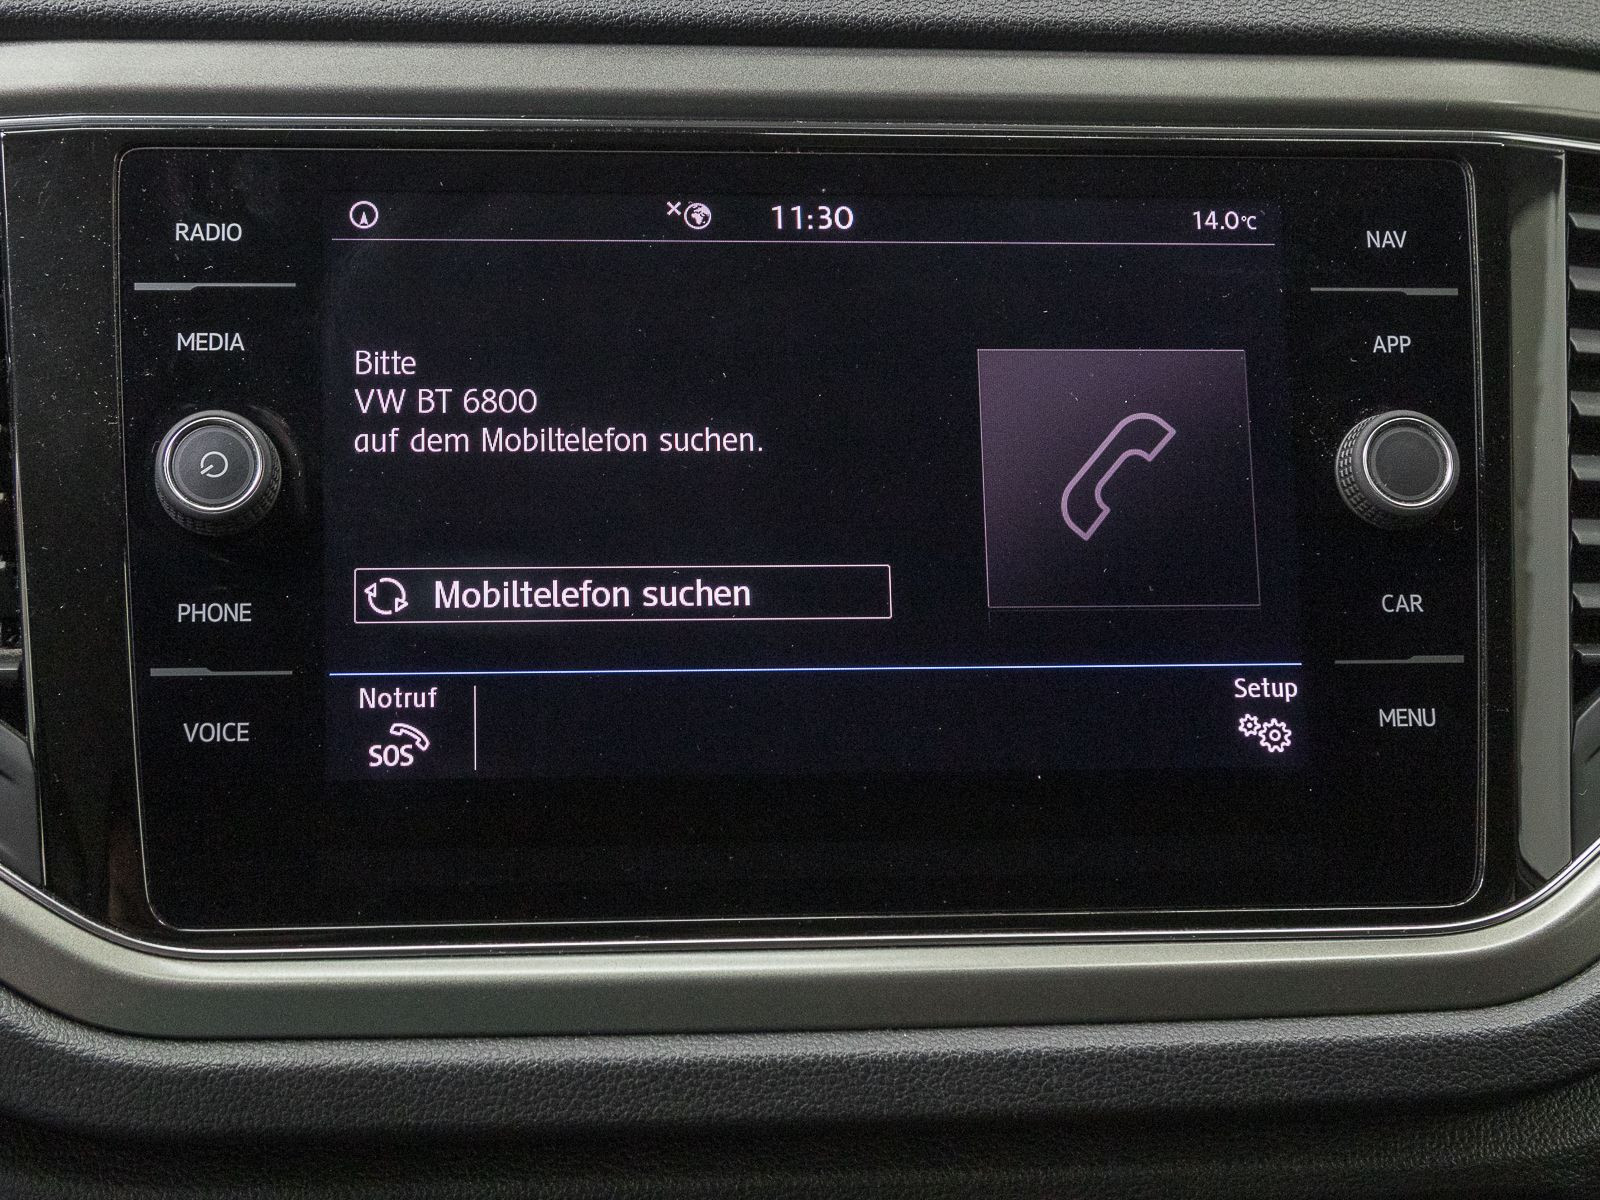 RADIO
MEDIA
PHONE
VOICE
11:30
14.0°C
Bitte
VW BT 6800
auf dem Mobiltelefon suchen.
Mobiltelefon suchen
Notruf
SOS
Setup
NAV
APP
CAR
MENU